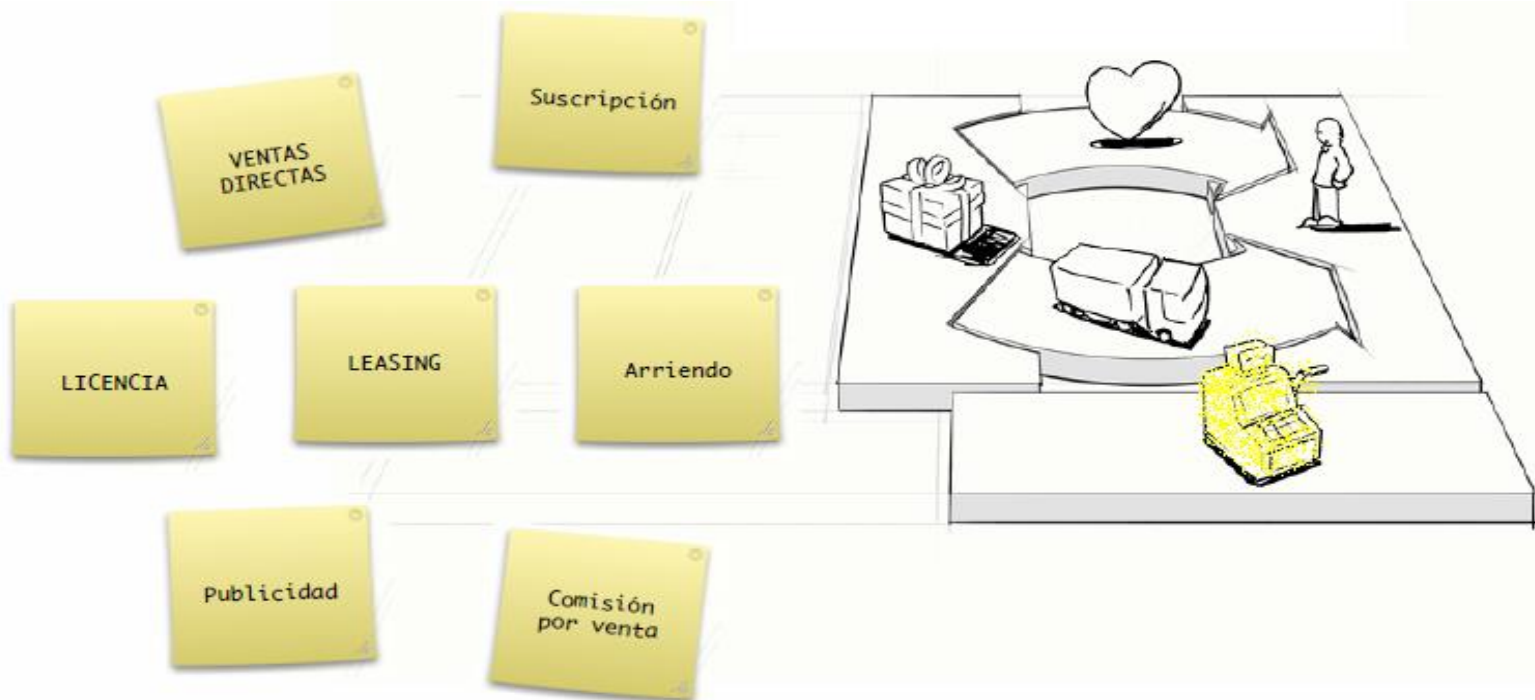 Suscripción
VENTAS
DIRECTAS
LICENCIA
LEASING
Arriendo
Publicidad
Comisión
por venta